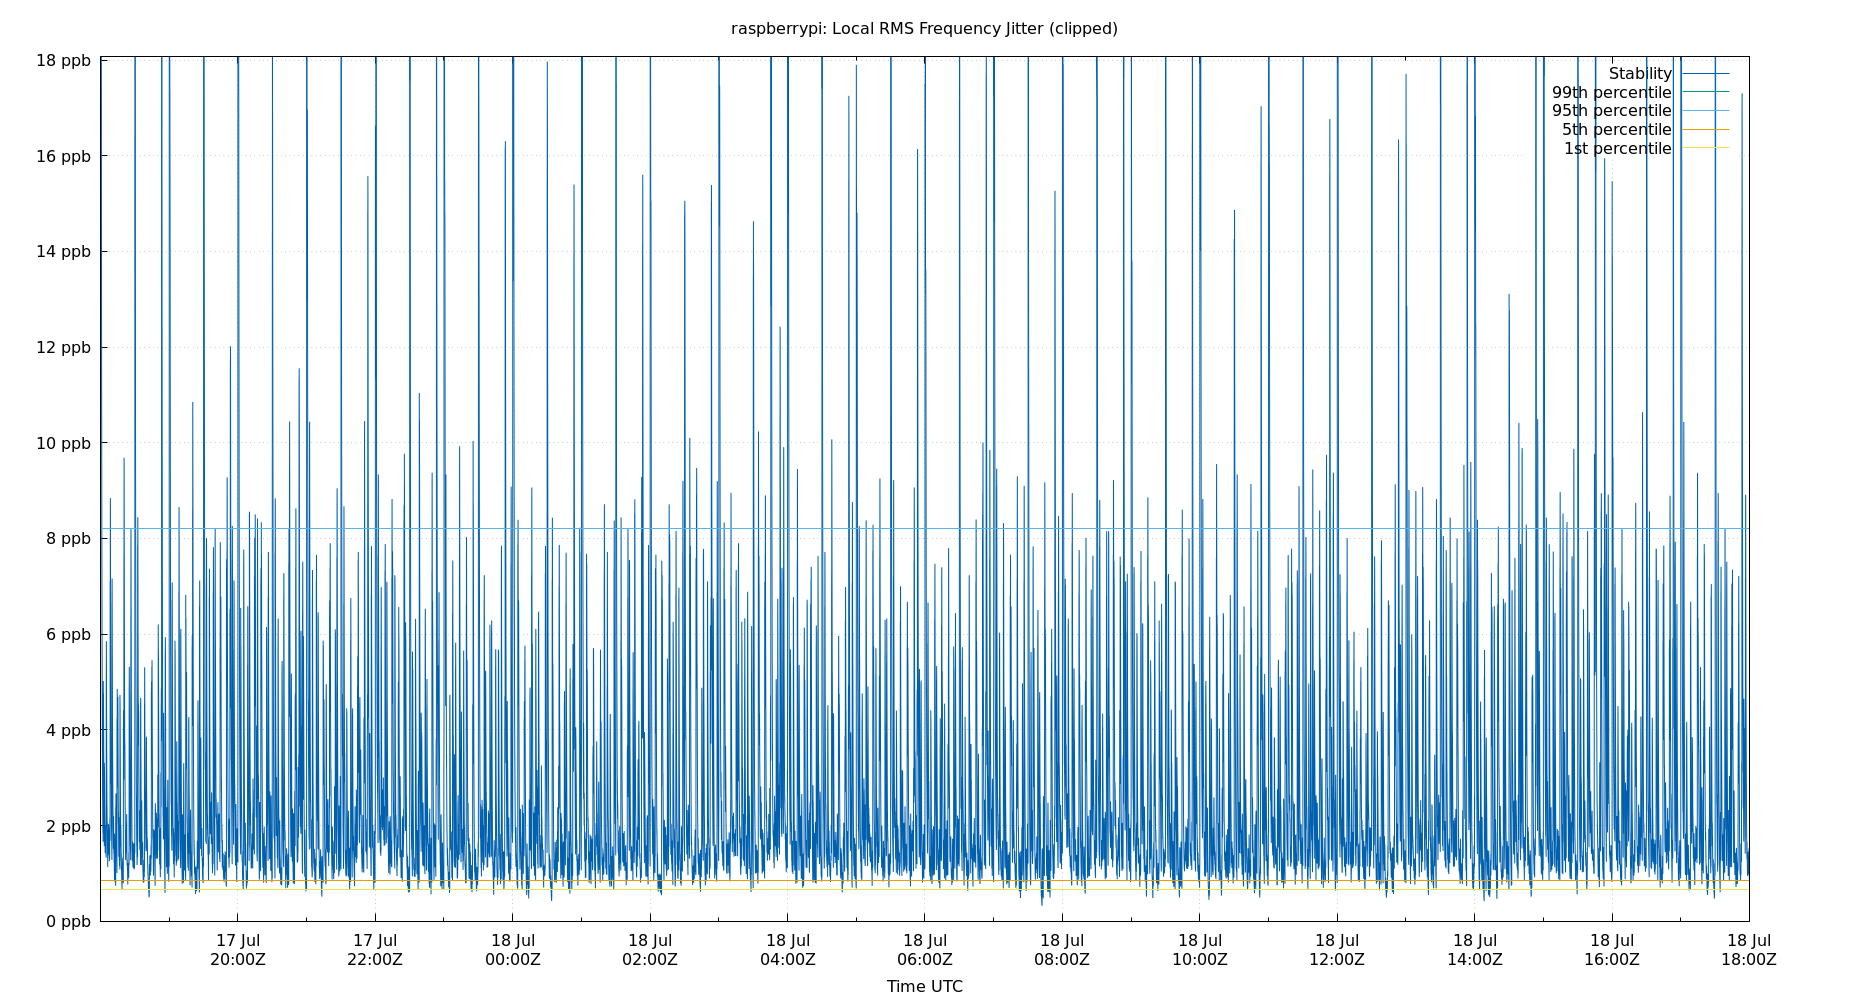 raspberrypi: Local RMS Frequency Jitter (clipped)
18 ppb
16 ppb
14 ppb
12 ppb
10 ppb
8 ppb
6 ppb
4 ppb
2 ppb
0 ppb
Stability
99th percentile
95th percentile
5th percentile
1st percentile
17 Jul 17 Jul 18 Jul 18 Jul 18 Jul 18 Jul 18 Jul 18 Jul 18 Jul 18 Jul 18 Jul 18 Jul
20:00Z 22:00Z 00:00Z 02:00Z 04:00Z 06:00Z 08:00Z 10:00Z 12:00Z 14:00Z 16:00Z 18:00Z
Time UTC